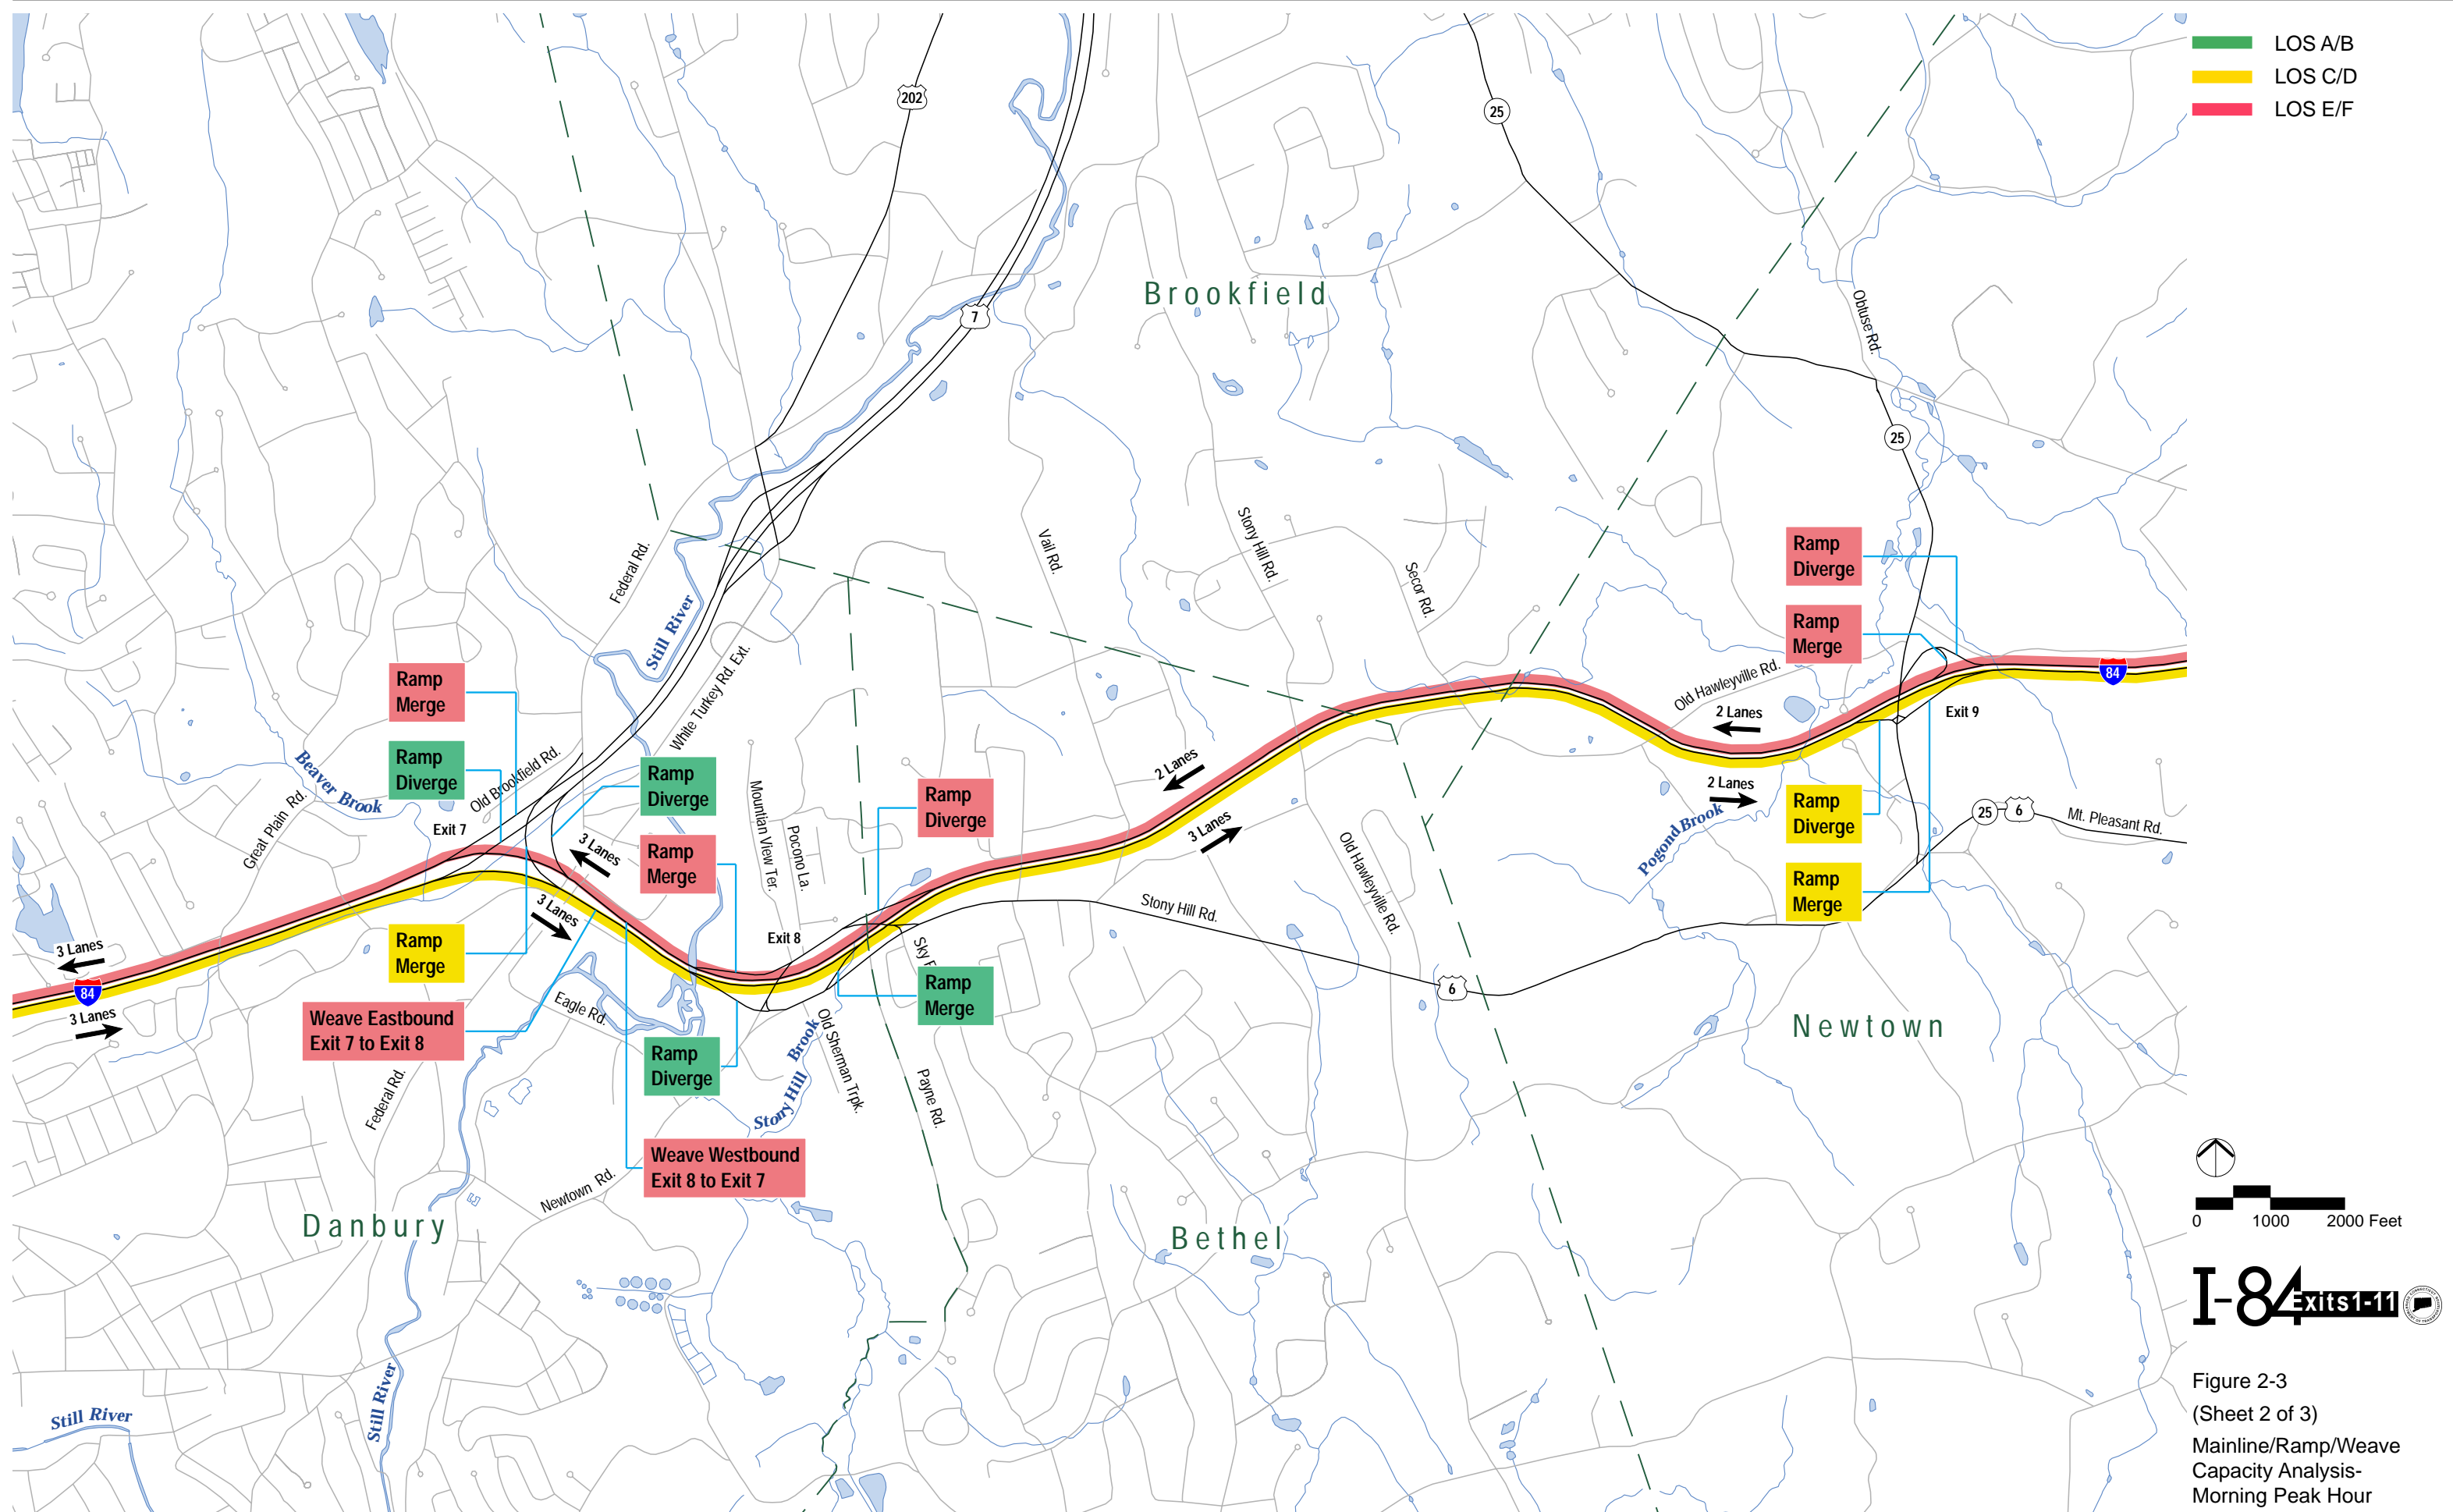 LOS A/B
LOS C/D
LOS E/F
202
25
7
Brookfield
Obtuse Rd.
25
Federal Rd.
Still River
White Turkey Rd. Ext.
Vail Rd.
Stony Hill Rd.
Secor Rd.
Ramp
Diverge
Ramp
Merge
Old Hawleyville Rd.
2 Lanes
84
Exit 9
2 Lanes
Pogond Brook
Ramp
Diverge
Ramp
Merge
25
6
Mt. Pleasant Rd.
Ramp
Merge
Ramp
Diverge
Beaver Brook
Great Plain Rd.
Old Brookfield Rd.
Exit 7
Ramp
Diverge
Ramp
Merge
3 Lanes
Mountian View Ter.
Pocono La.
Ramp
Diverge
2 Lanes
3 Lanes
Old Hawleyville Rd.
Stony Hill Rd.
6
3 Lanes
84
3 Lanes
Ramp
Merge
3 Lanes
Exit 8
Weave Eastbound
Exit 7 to Exit 8
Eagle Rd.
Ramp
Diverge
Sky
Ramp
Merge
Stony Hill Brook
Old Sherman Trpk.
Payne Rd.
Federal Rd.
Weave Westbound
Exit 8 to Exit 7
Newtown Rd.
Danbury
Bethel
Newtown
Still River
Still River
0 1000 2000 Feet
I-84
Exits1-11
Figure 2-3
(Sheet 2 of 3)
Mainline/Ramp/Weave
Capacity Analysis-
Morning Peak Hour